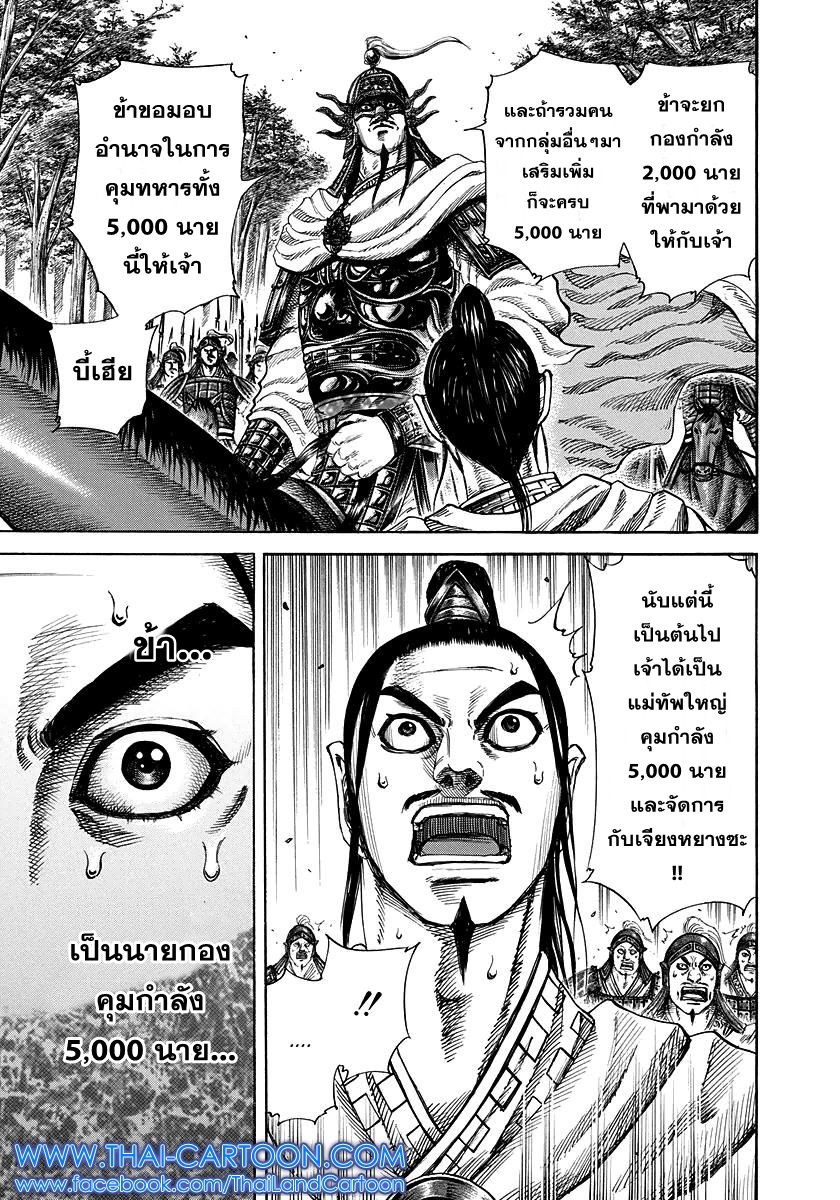 ข้าจะยก
กองกำลัง
2,000 นาย
ที่พามาด้วย
ให้กับเจ้า
และถ้ารวมคน
จากกลุ่มอื่นๆมา
เสริมเพิ่ม
ก็จะครบ
5,000 นาย
ข้าขอมอบ
อำนาจในการ
คุมทหารทั้ง
5,000 นาย
นี้ให้เจ้า
บี้เฮีย
นับแต่นี้
เป็นต้นไป
เจ้าได้เป็น
แม่ทัพใหญ่
คุมกำลัง
5,000 นาย
และจัดการ
กับเจียงหยางซะ
!!
!!
....
ข้า...
เป็นนายกอง
คุมกำลัง
5,000 นาย...
WWW.THAI-CARTOON.COM
www.facebook.com/ThaiLandCartoon